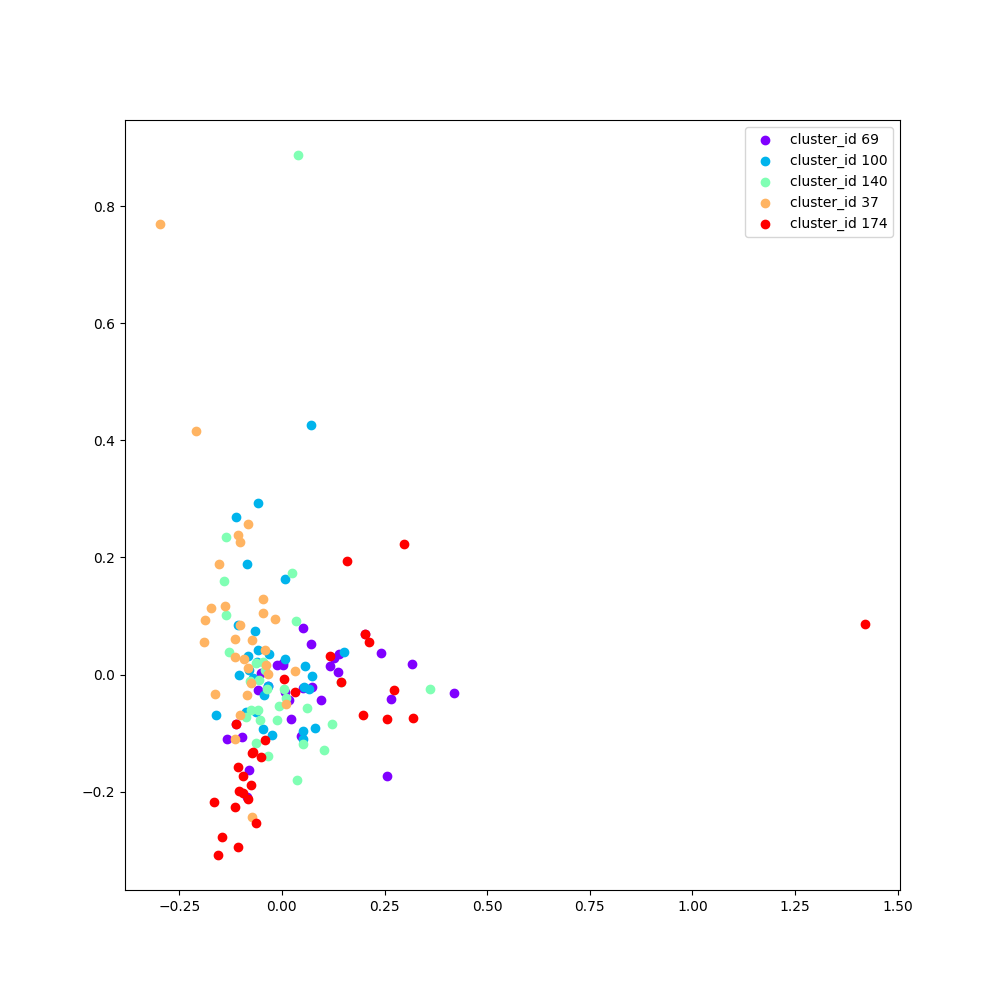 cluster_id 69
cluster_id 100
cluster_id 140
cluster_id 37
cluster_id 174
0.8
0.6
0.4
0.2
0.0
−0.2
−0.25 0.00 0.25 0.50 0.75 1.00 1.25 1.50